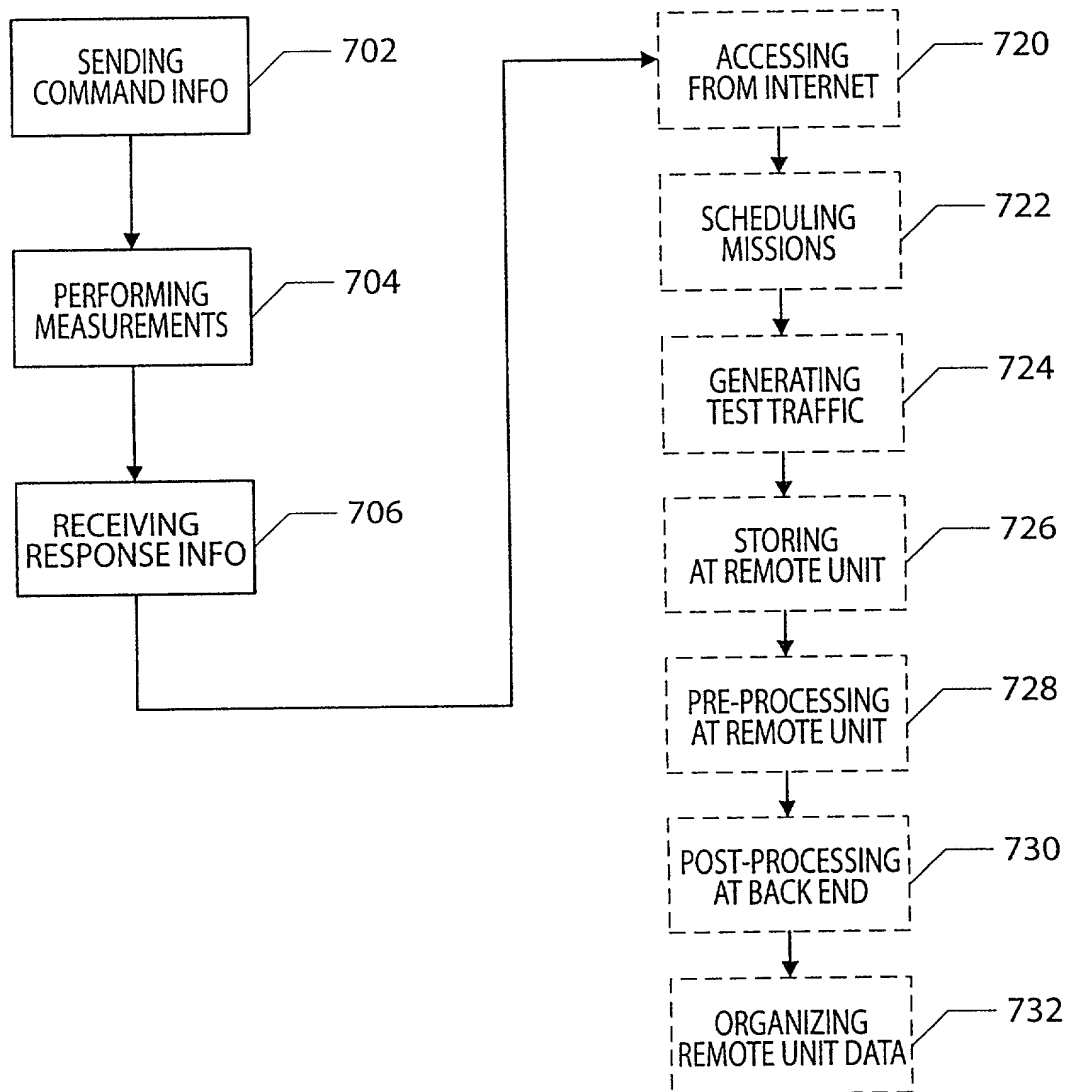 SENDING
COMMAND INFO
702
PERFORMING
MEASUREMENTS
704
RECEIVING
RESPONSE INFO
706
ACCESSING
FROM INTERNET
720
SCHEDULING
MISSIONS
722
GENERATING
TEST TRAFFIC
724
STORING
AT REMOTE UNIT
726
PRE-PROCESSING
AT REMOTE UNIT
728
POST-PROCESSING
AT BACK END
730
ORGANIZING
REMOTE UNIT DATA
732